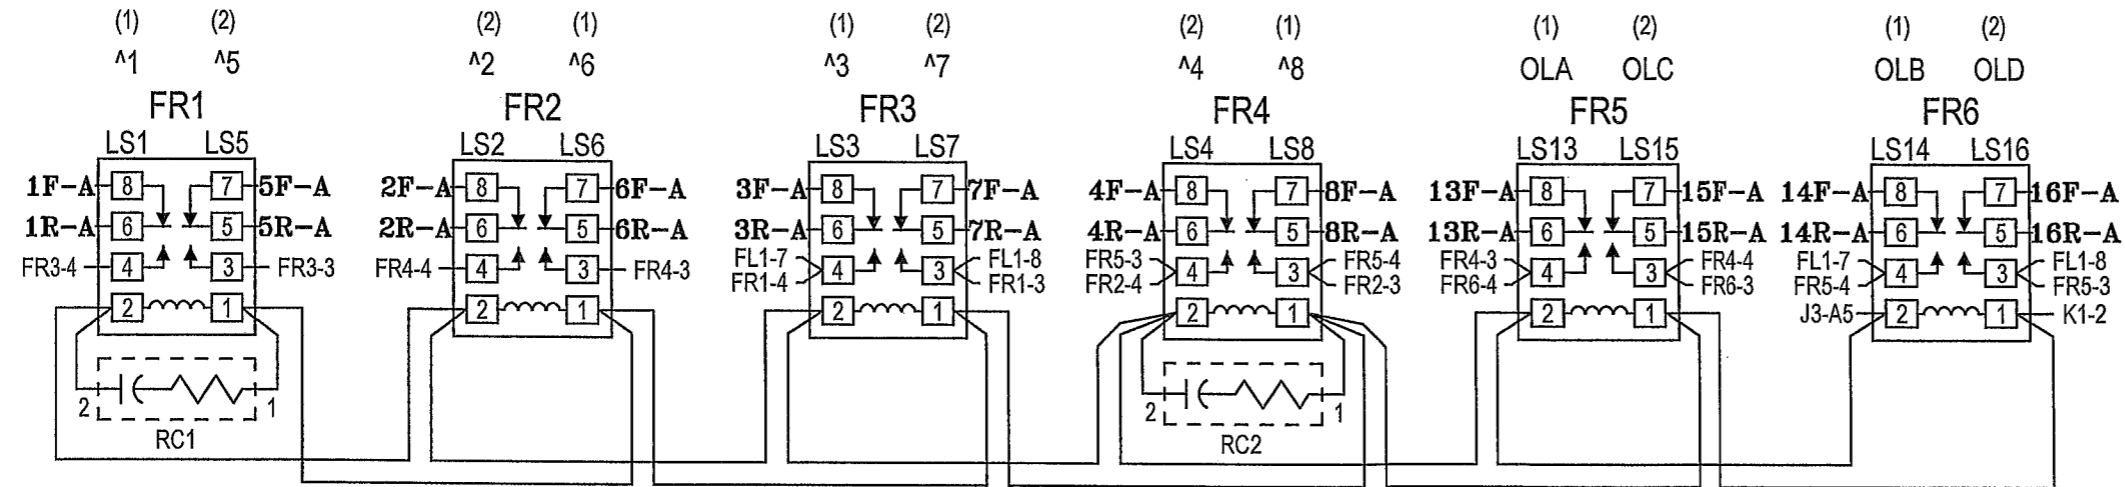 (1) (2) (2) (1) (1) (2) (2) (1) (1) (2) (1) (2)
^1 ^5 ^2 ^6 ^3 ^7 ^4 ^8 OLA OLC OLB OLD
FR1 FR2 FR3 FR4 FR5 FR6
LS1 LS5 LS2 LS6 LS3 LS7 LS4 LS8 LS13 LS15 LS14 LS16
1F-A 8 7 5F-A 2F-A 8 7 6F-A 3F-A 8 7 7F-A 4F-A 8 7 8F-A 13F-A 8 7 15F-A 14F-A 8 7 16F-A
1R-A 6 5 5R-A 2R-A 6 5 6R-A 3R-A 6 5 7R-A 4R-A 6 5 8R-A 13R-A 6 5 15R-A 14R-A 6 5 16R-A
FL1-7 FL1-8 FR5-3 FR5-4 FR4-3 FR4-4 FL1-7 FL1-8
FR3-4 4 3 FR3-3 FR4-4 4 3 FR4-3 FR1-4 4 3 FR1-3 FR2-4 4 3 FR2-3 FR6-4 4 3 FR6-3 FR5-4 4 3 FR5-3
2 1 2 1 2 1 2 1 2 1 J3-A5 2 1 K1-2
2 1 2 1
RC1 RC2